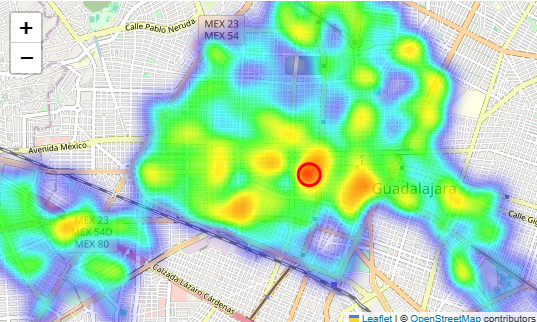 +
−
Calle Pablo Neruda
MEX 23
MEX 54
Avenida México
Guadalajara
Calle Gi
MEX 23
MEX 54D
MEX 80
Calzada Lázaro Cárdenas
Leaflet | © OpenStreetMap contributors